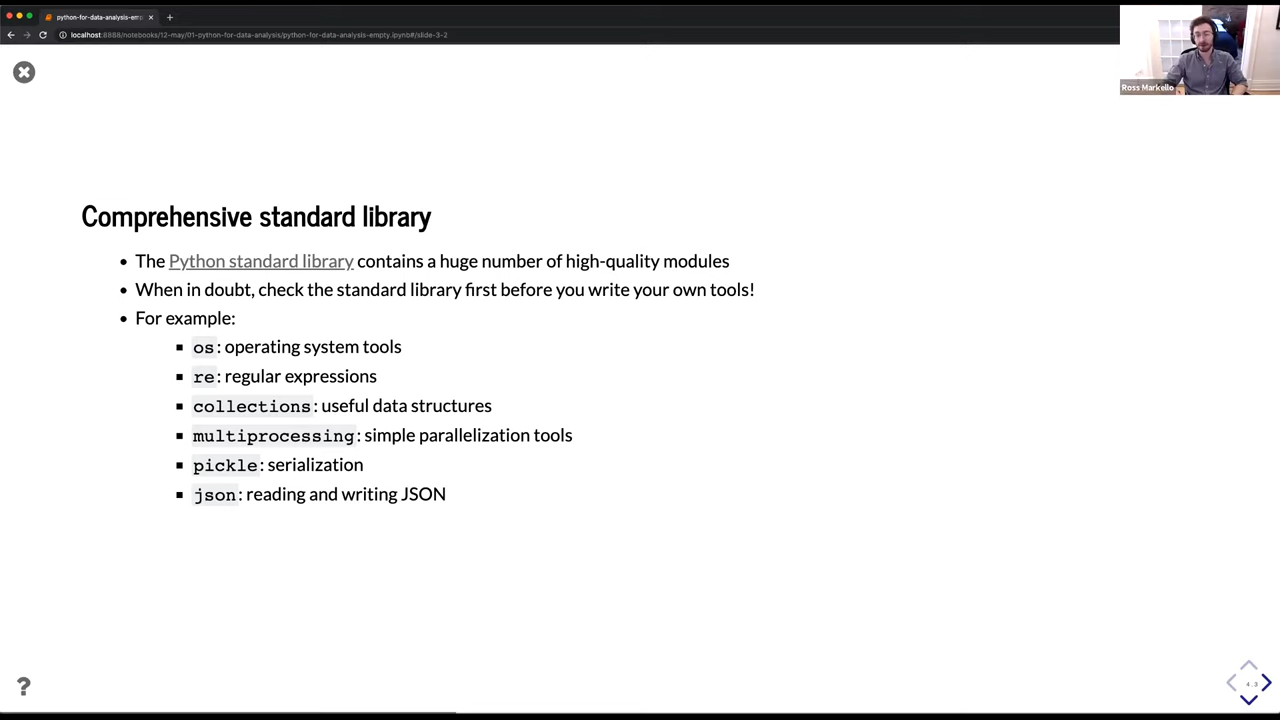 python-for-data-analysis-emp
localhost:8888/notebooks/12-may/01-python-for-data-analysis/python-for-data-analysis-empty.ipynb#/slide-3-2
Ross Markello
Comprehensive standard library
• The Python standard library contains a huge number of high-quality modules
• When in doubt, check the standard library first before you write your own tools!
• For example:
▪ os: operating system tools
▪ re: regular expressions
▪ collections: useful data structures
▪ multiprocessing: simple parallelization tools
▪ pickle: serialization
▪ json: reading and writing JSON
?
4.3